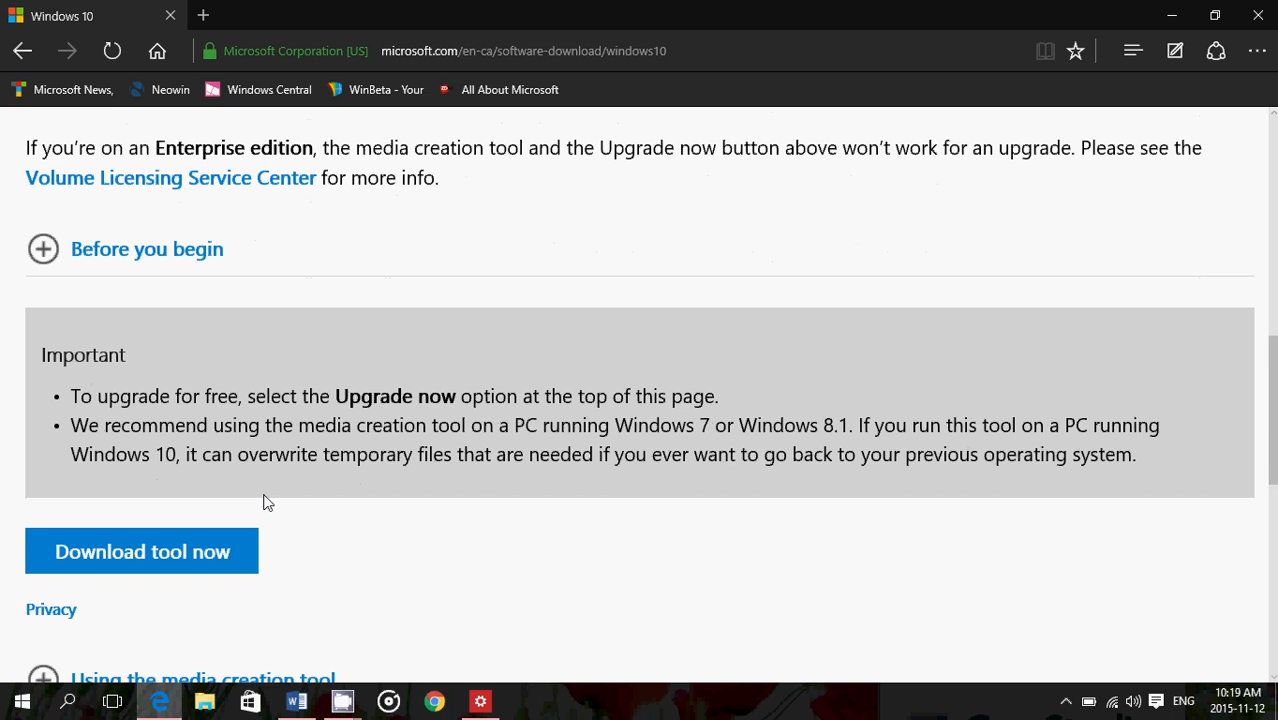 Windows 10
Microsoft Corporation [US] microsoft.com/en-ca/software-download/windows10
Microsoft News, Neowin Windows Central WinBeta - Your All About Microsoft
If you’re on an Enterprise edition, the media creation tool and the Upgrade now button above won’t work for an upgrade. Please see the
Volume Licensing Service Center for more info.
Before you begin
Important
• To upgrade for free, select the Upgrade now option at the top of this page.
• We recommend using the media creation tool on a PC running Windows 7 or Windows 8.1. If you run this tool on a PC running
Windows 10, it can overwrite temporary files that are needed if you ever want to go back to your previous operating system.
Download tool now
Privacy
Using the media creation tool
ENG
10:19 AM
2015-11-12